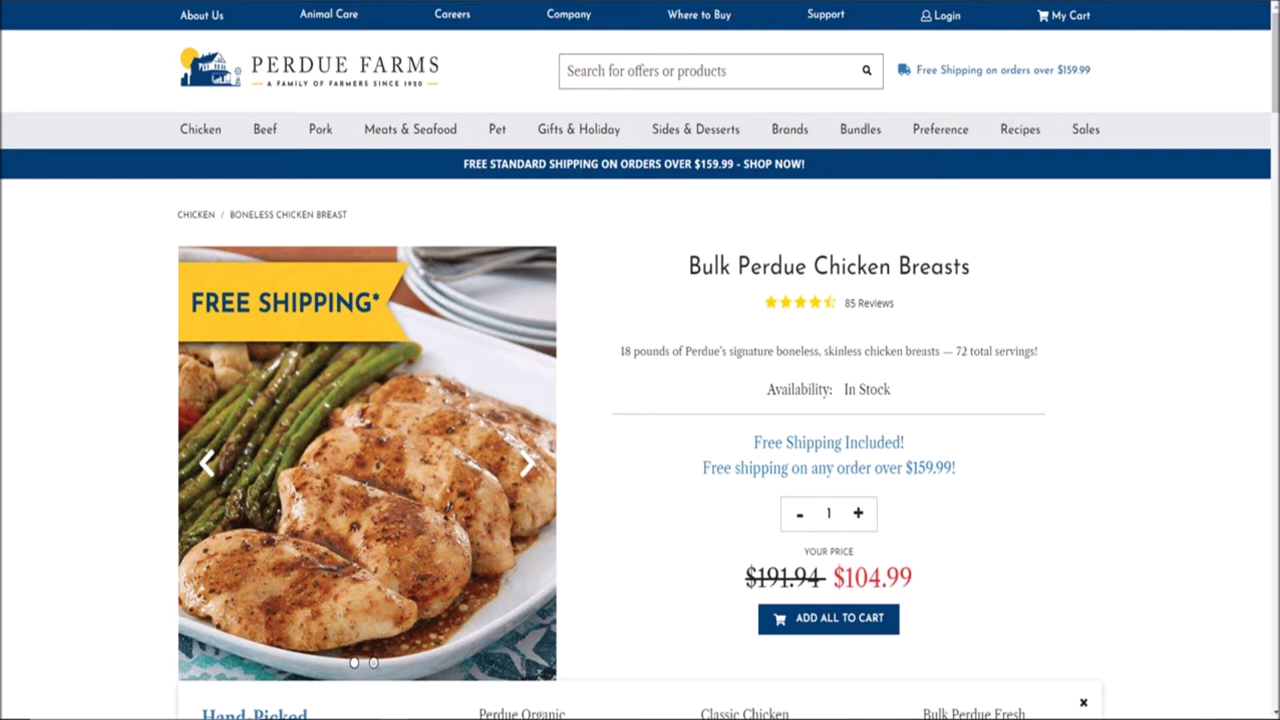 About Us
Animal Care
Careers
Company
Where to Buy
Support
Login
My Cart
PERDUE FARMS
A FAMILY OF FARMERS SINCE 1920
Search for offers or products
Free Shipping on orders over $159.99
Chicken
Beef
Pork
Meats & Seafood
Pet
Gifts & Holiday
Sides & Desserts
Brands
Bundles
Preference
Recipes
Sales
FREE STANDARD SHIPPING ON ORDERS OVER $159.99 - SHOP NOW!
CHICKEN / BONELESS CHICKEN BREAST
FREE SHIPPING*
Bulk Perdue Chicken Breasts
85 Reviews
18 pounds of Perdue's signature boneless, skinless chicken breasts — 72 total servings!
Availability: In Stock
Free Shipping Included!
Free shipping on any order over $159.99!
- 1 +
YOUR PRICE
$191.94 $104.99
ADD ALL TO CART
Hand-Picked
Perdue Organic
Classic Chicken
Bulk Perdue Fresh